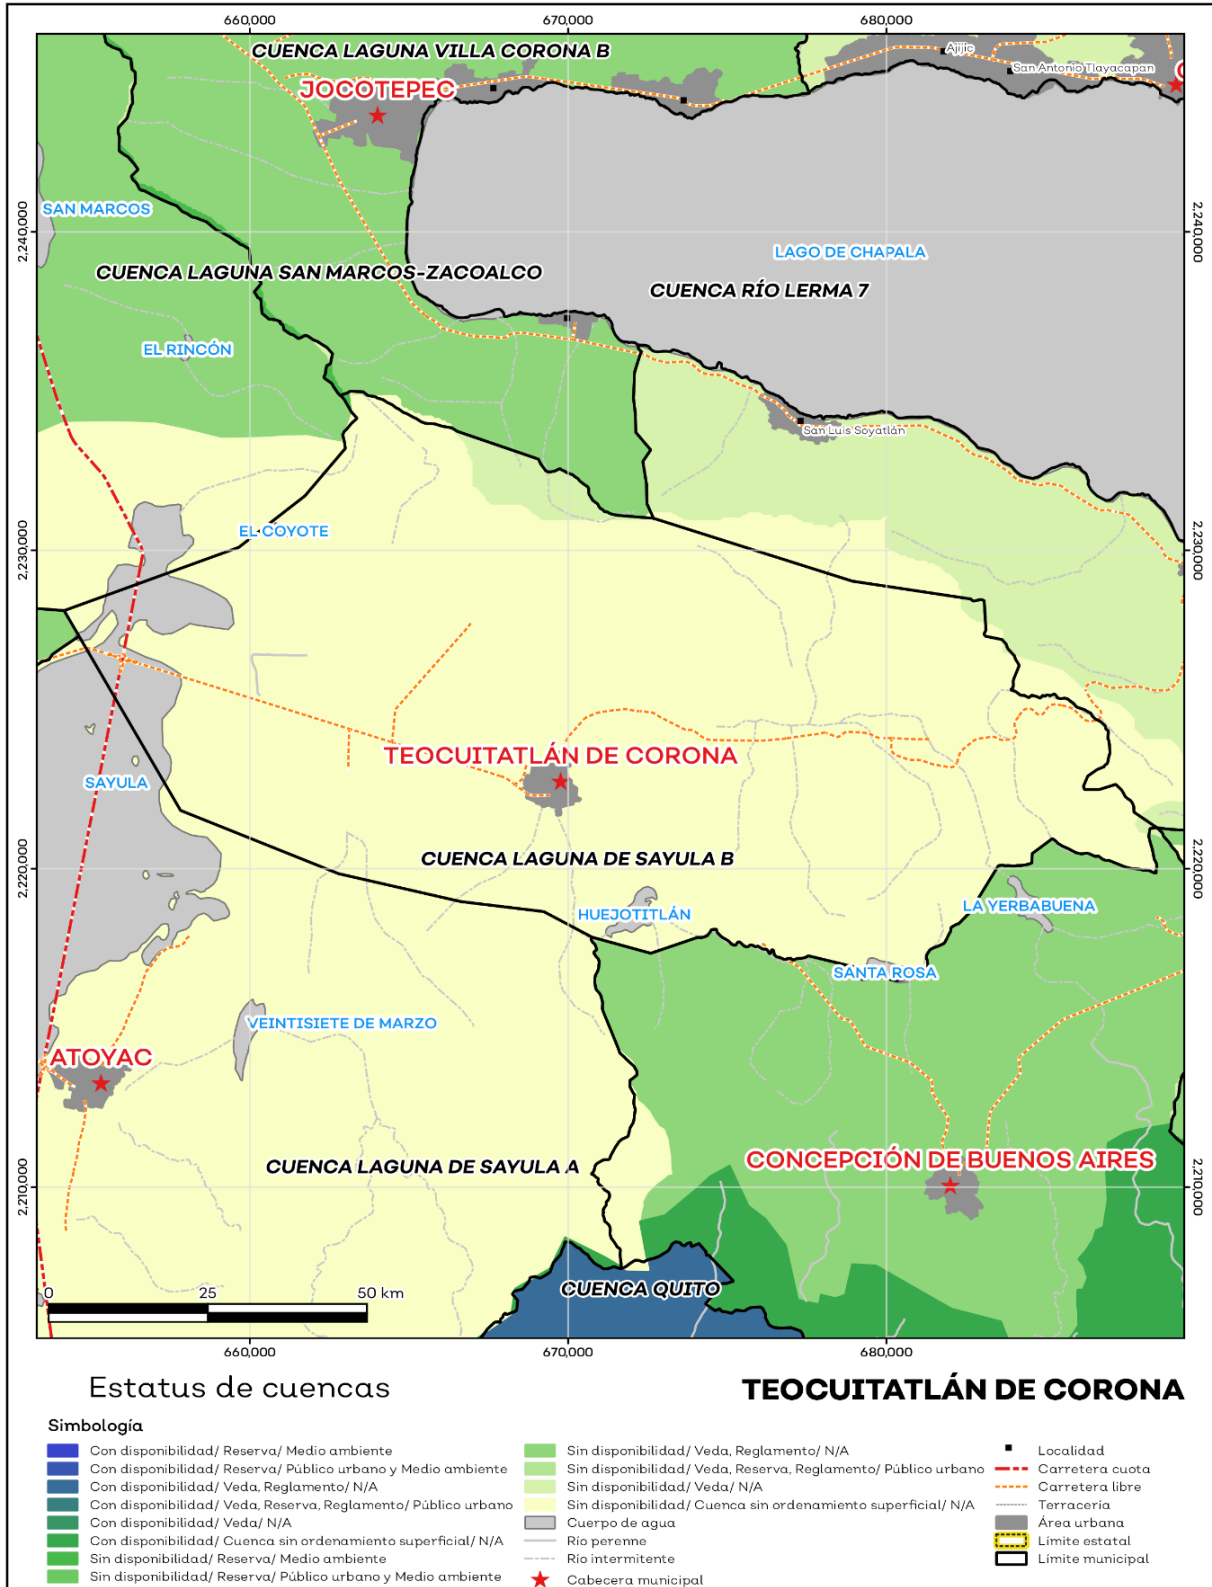 660,000 670,000 680,000
CUENCA LAGUNA VILLA CORONA B
Ajijic
San Antonio Tlayacapan
C
JOCOTEPEC
SAN MARCOS
2,240,000 2,240,000
LAGO DE CHAPALA
CUENCA LAGUNA SAN MARCOS-ZACOALCO
CUENCA RÍO LERMA 7
EL RINCÓN
San Luis Soyatlán
EL COYOTE
2,230,000 2,230,000
TEOCUITATLÁN DE CORONA
SAYULA
CUENCA LAGUNA DE SAYULA B
2,220,000 2,220,000
HUEJOTITLÁN
LA YERBABUENA
SANTA ROSA
VEINTISIETE DE MARZO
ATOYAC
CONCEPCIÓN DE BUENOS AIRES
CUENCA LAGUNA DE SAYULA A
2,210,000 2,210,000
CUENCA QUITO
0 25 50 km
660,000 670,000 680,000
Estatus de cuencas
TEOCUITATLÁN DE CORONA
Simbología
Con disponibilidad/ Reserva/ Medio ambiente
Con disponibilidad/ Reserva/ Público urbano y Medio ambiente
Con disponibilidad/ Veda, Reglamento/ N/A
Con disponibilidad/ Veda, Reserva, Reglamento/ Público urbano
Con disponibilidad/ Veda/ N/A
Con disponibilidad/ Cuenca sin ordenamiento superficial/ N/A
Sin disponibilidad/ Reserva/ Medio ambiente
Sin disponibilidad/ Reserva/ Público urbano y Medio ambiente
Sin disponibilidad/ Veda, Reglamento/ N/A
Sin disponibilidad/ Veda, Reserva, Reglamento/ Público urbano
Sin disponibilidad/ Veda/ N/A
Sin disponibilidad/ Cuenca sin ordenamiento superficial/ N/A
Cuerpo de agua
Río perenne
Río intermitente
Cabecera municipal
Localidad
Carretera cuota
Carretera libre
Terracería
Área urbana
Límite estatal
Límite municipal